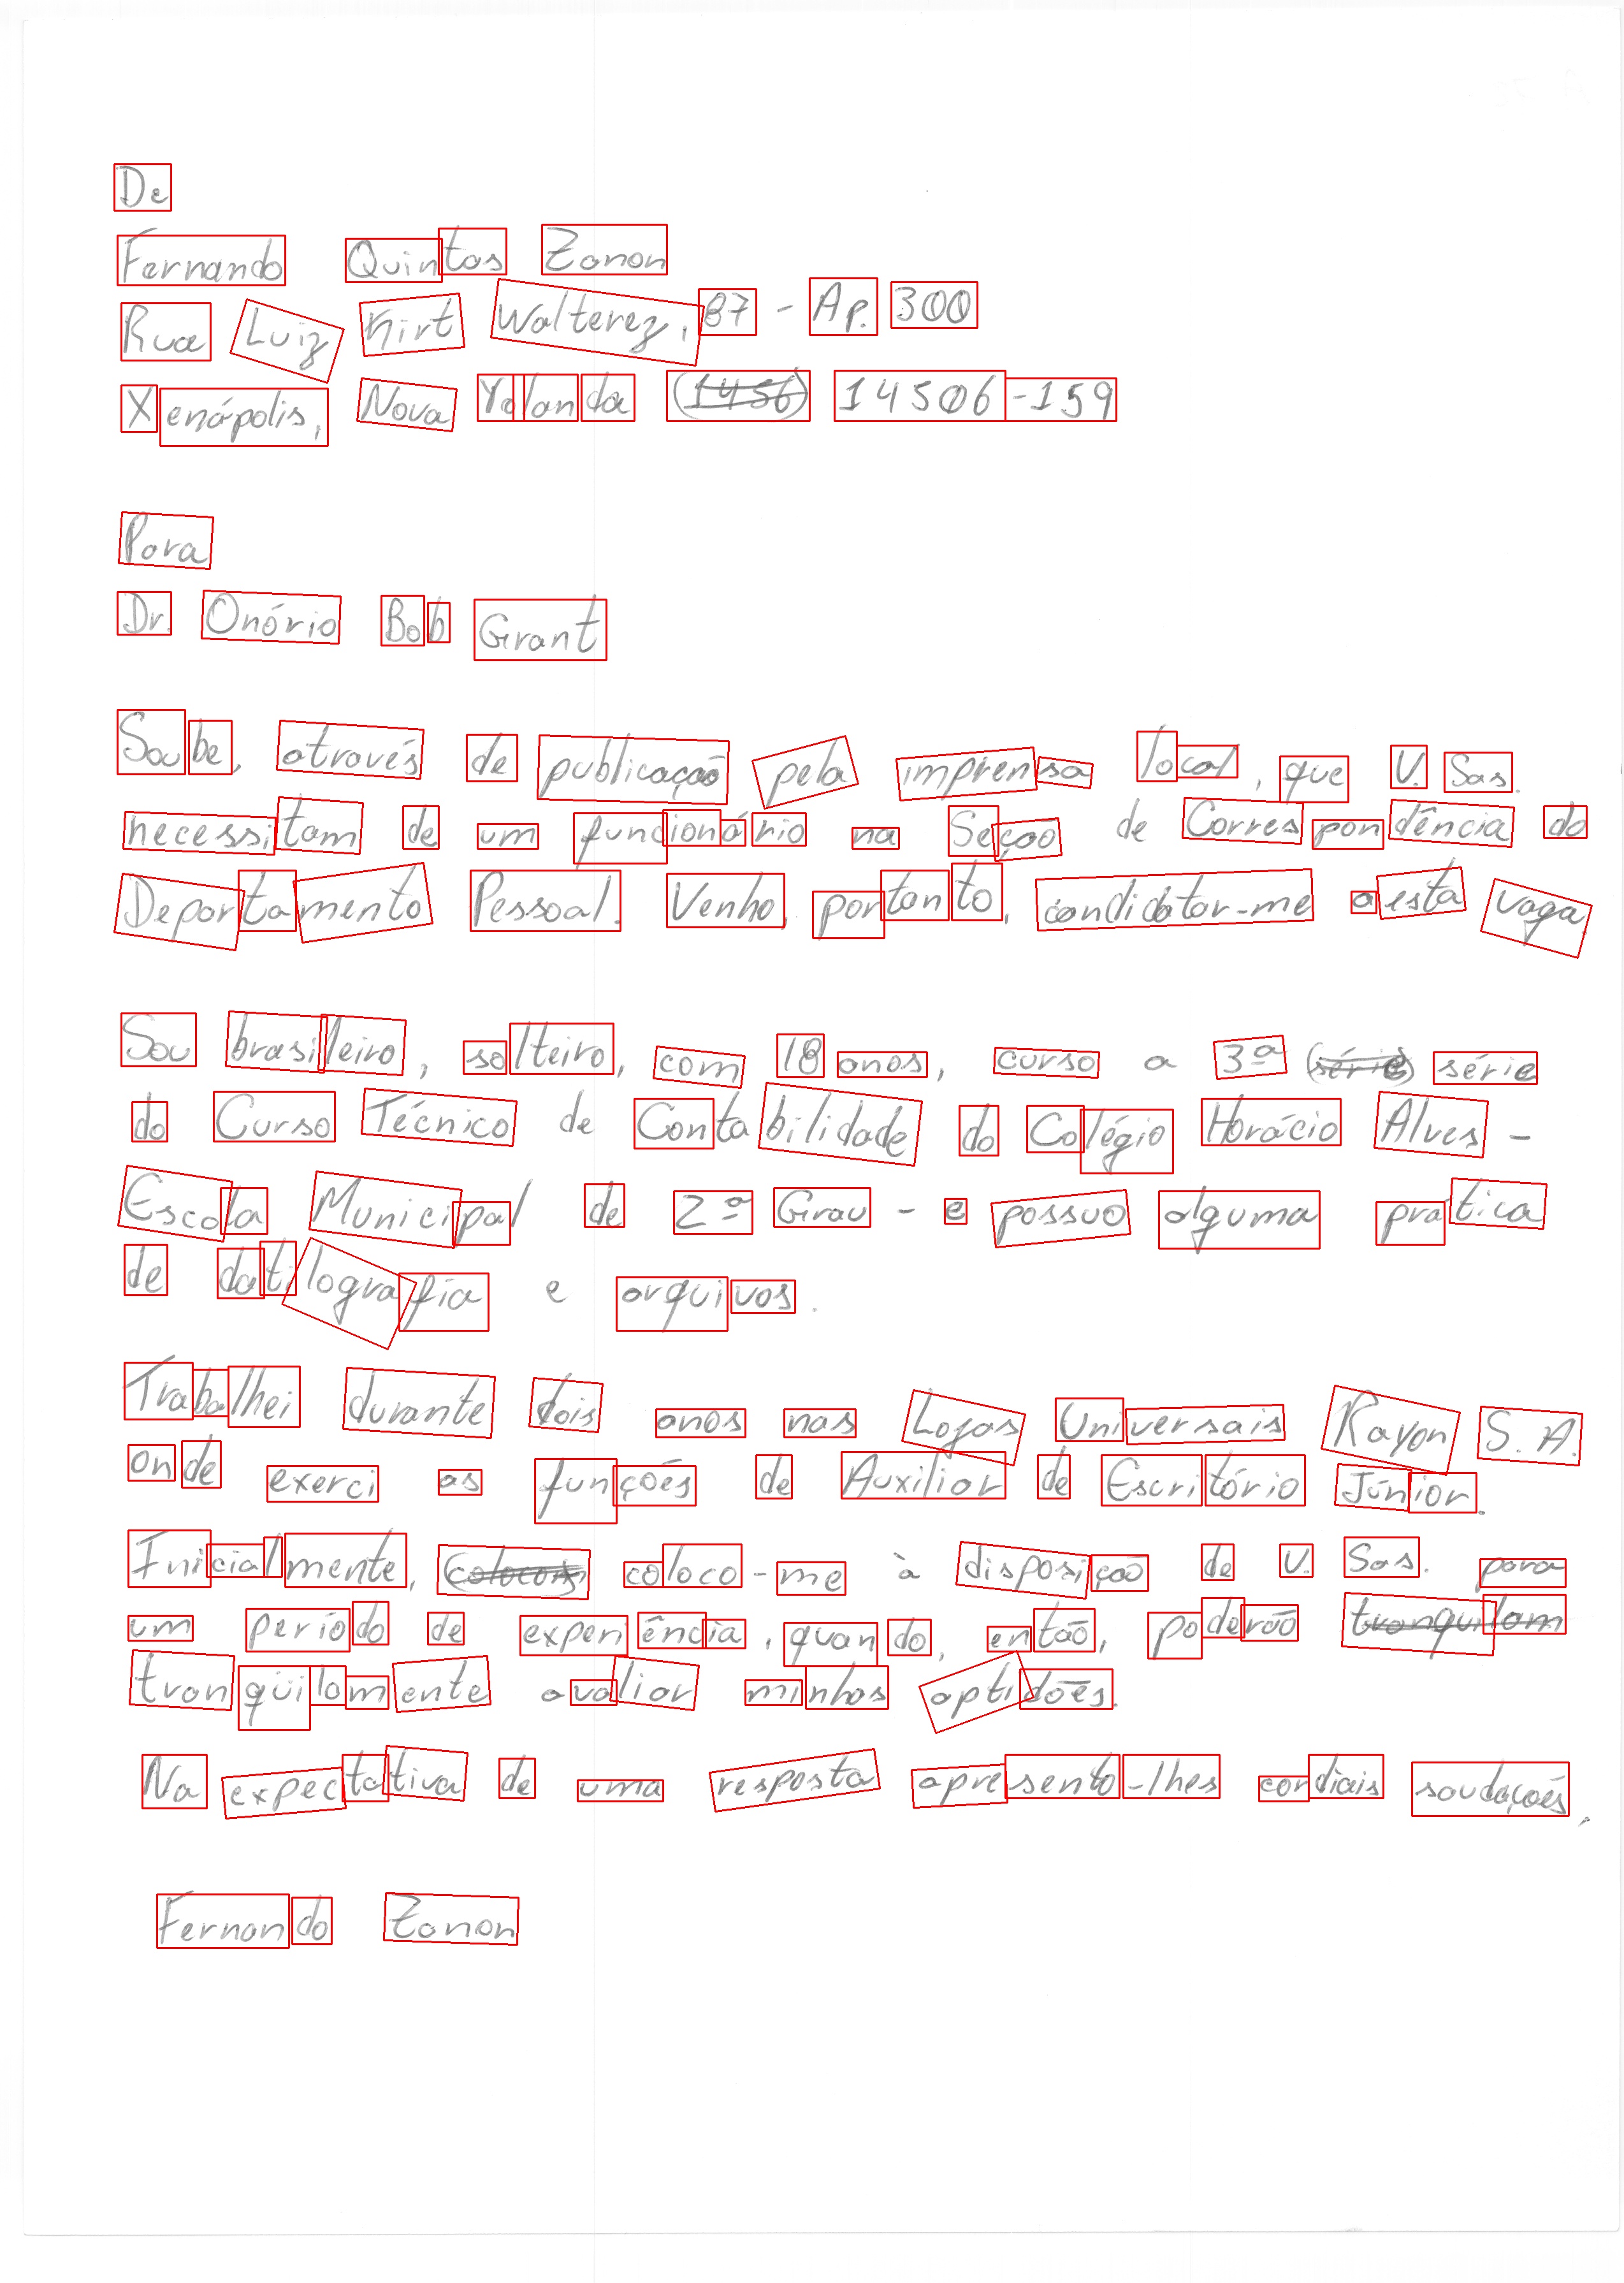 De
Fernando Quintas Zanon
Rua Luiz Kirt Walterez, 87 - Ap. 300
Xenápolis, Nova Yolanda (1456) 14506-159
Para
Dr. Onório Bob Grant
Soube, através de publicação pela imprensa local, que V. Sas.
necessitam de um funcionário na Seção de Correspondência do
Departamento Pessoal. Venho, portanto, candidatar-me a esta vaga.
Sou brasileiro, solteiro, com 18 anos, curso a 3ª (série) série
do Curso Técnico de Contabilidade do Colégio Horácio Alves -
Escola Municipal de 2º Grau - e possuo alguma prática
de datilografia e arquivos.
Trabalhei durante dois anos nas Lojas Universais Rayon S. A.
onde exerci as funções de Auxiliar de Escritório Júnior.
Inicialmente, coloco-me à disposição de V. Sas. para
um período de experiência, quando, então, poderão tranquilam
tranqüilamente avaliar minhas aptidões.
Na expectativa de uma resposta apresento-lhes cordiais saudações,
Fernando Zanon